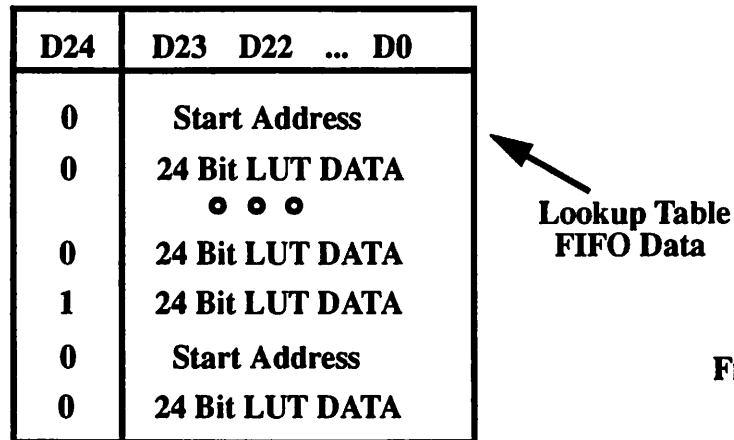 D24 D23 D22 ... D0
0 Start Address
0 24 Bit LUT DATA
0 24 Bit LUT DATA
1 24 Bit LUT DATA
0 Start Address
0 24 Bit LUT DATA
Lookup Table
FIFO Data